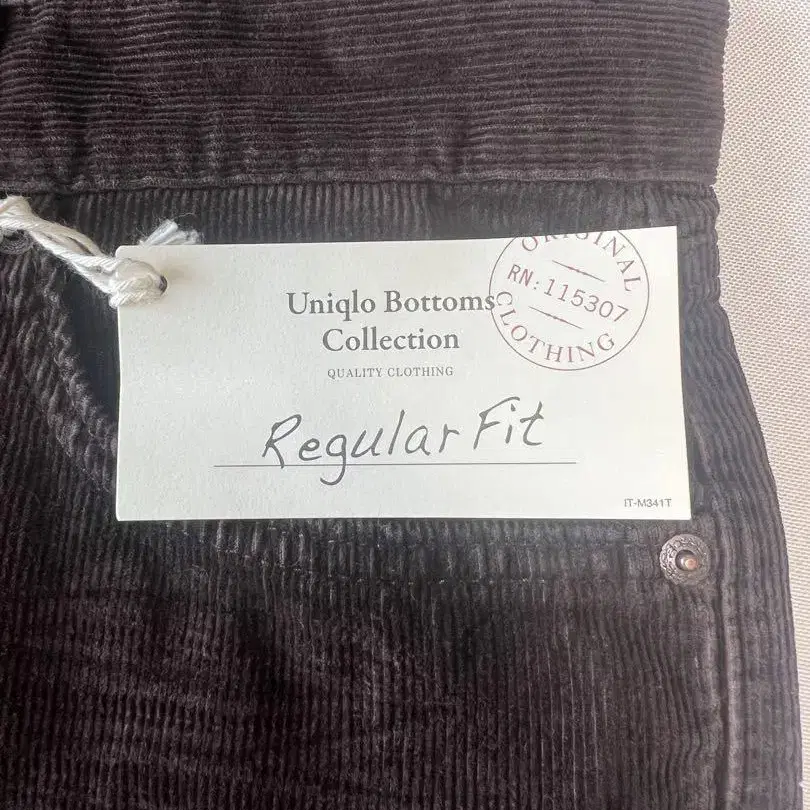 Uniqlo Bottoms
Collection
QUALITY CLOTHING
ORIGINAL
RN: 115307
CLOTHING
Regular Fit
IT-M341T